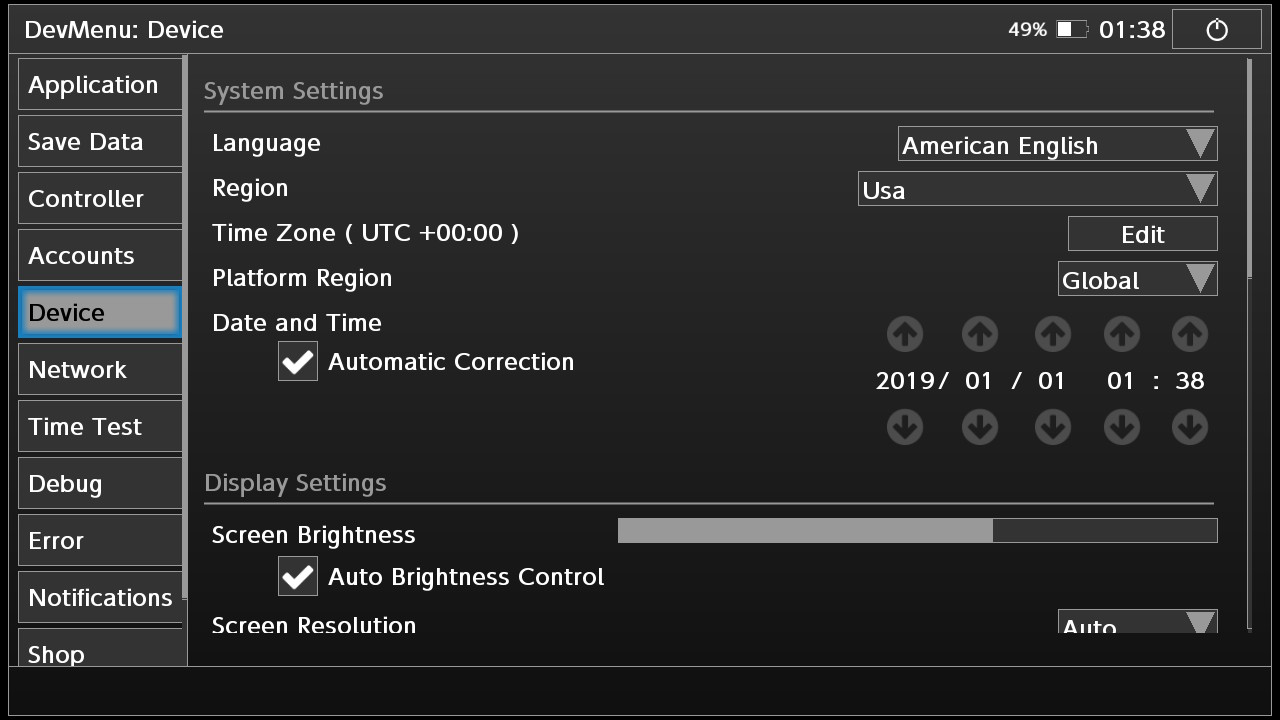 DevMenu: Device
49% 01:38
Application
Save Data
Controller
Accounts
Device
Network
Time Test
Debug
Error
Notifications
Shop
System Settings
Language American English
Region Usa
Time Zone ( UTC +00:00 ) Edit
Platform Region Global
Date and Time
Automatic Correction
2019/ 01 / 01 01 : 38
Display Settings
Screen Brightness
Auto Brightness Control
Screen Resolution Auto